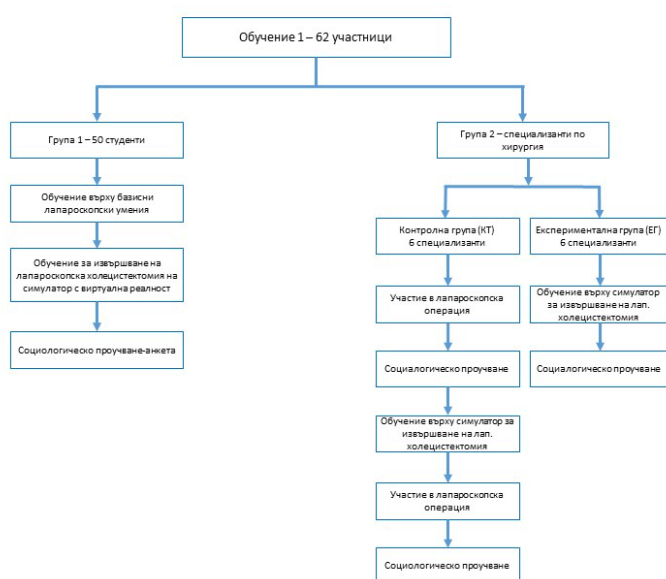 Обучение 1 – 62 участници
Група 1 – 50 студенти
Обучение върху базисни
лапароскопски умения
Обучение за извършване на
лапароскопска холецистектомия на
симулатор с виртуална реалност
Социологическо проучване-анкета
Група 2 – специализанти по
хирургия
Контролна група (КТ)
6 специализанти
Участие в лапароскопска
операция
Социалогическо проучване
Обучение върху симулатор за
извършване на лап.
холецистектомия
Участие в лапароскопска
операция
Социологическо проучване
Експериментална група (ЕГ)
6 специализанти
Обучение върху симулатор
за извършване на лап.
холецистектомия
Социологическо проучване